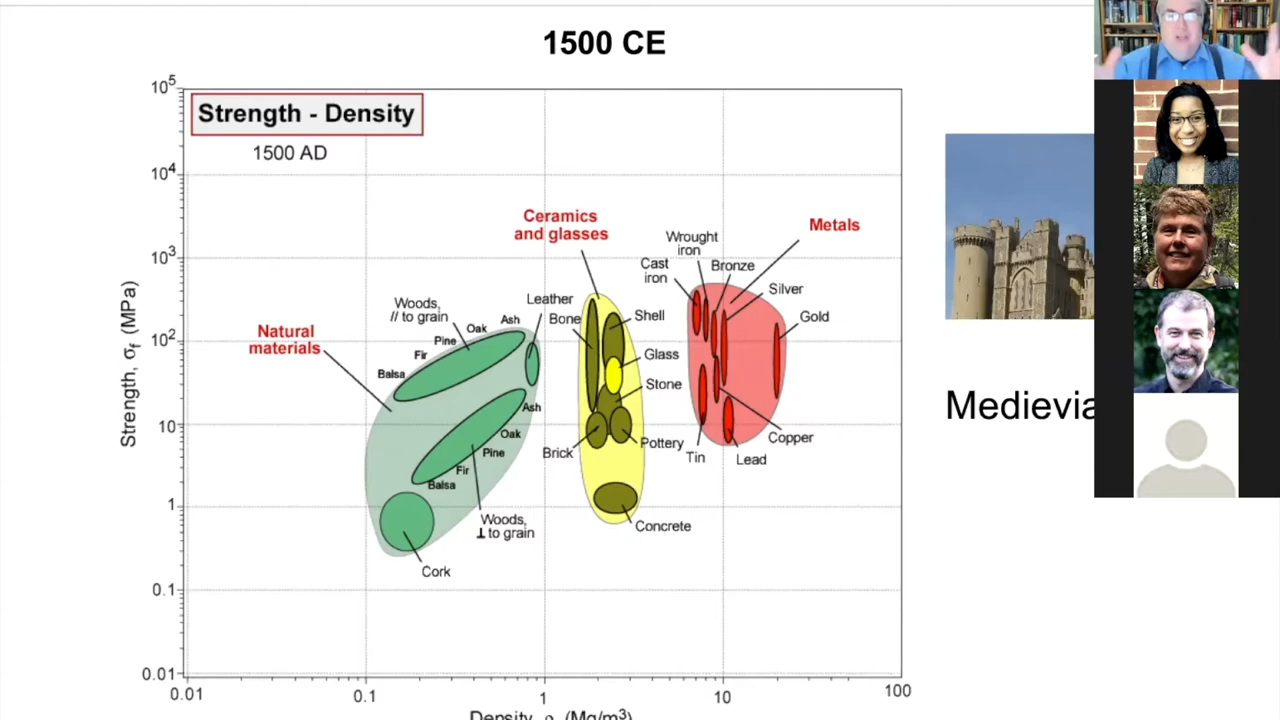 1500 CE
10⁵
Strength - Density
1500 AD
10⁴
10³
10²
10
1
0.1
0.01
Strength, σf (MPa)
Ceramics
and glasses
Metals
Wrought
iron
Cast
iron
Bronze
Silver
Gold
Leather
Bone
Shell
Glass
Stone
Pottery
Brick
Concrete
Tin
Lead
Copper
Natural
materials
Woods,
// to grain
Ash
Oak
Pine
Fir
Balsa
Ash
Oak
Pine
Fir
Balsa
Woods,
⊥ to grain
Cork
0.01
0.1
1
10
100
Density, (Mg/m³)
Medievia